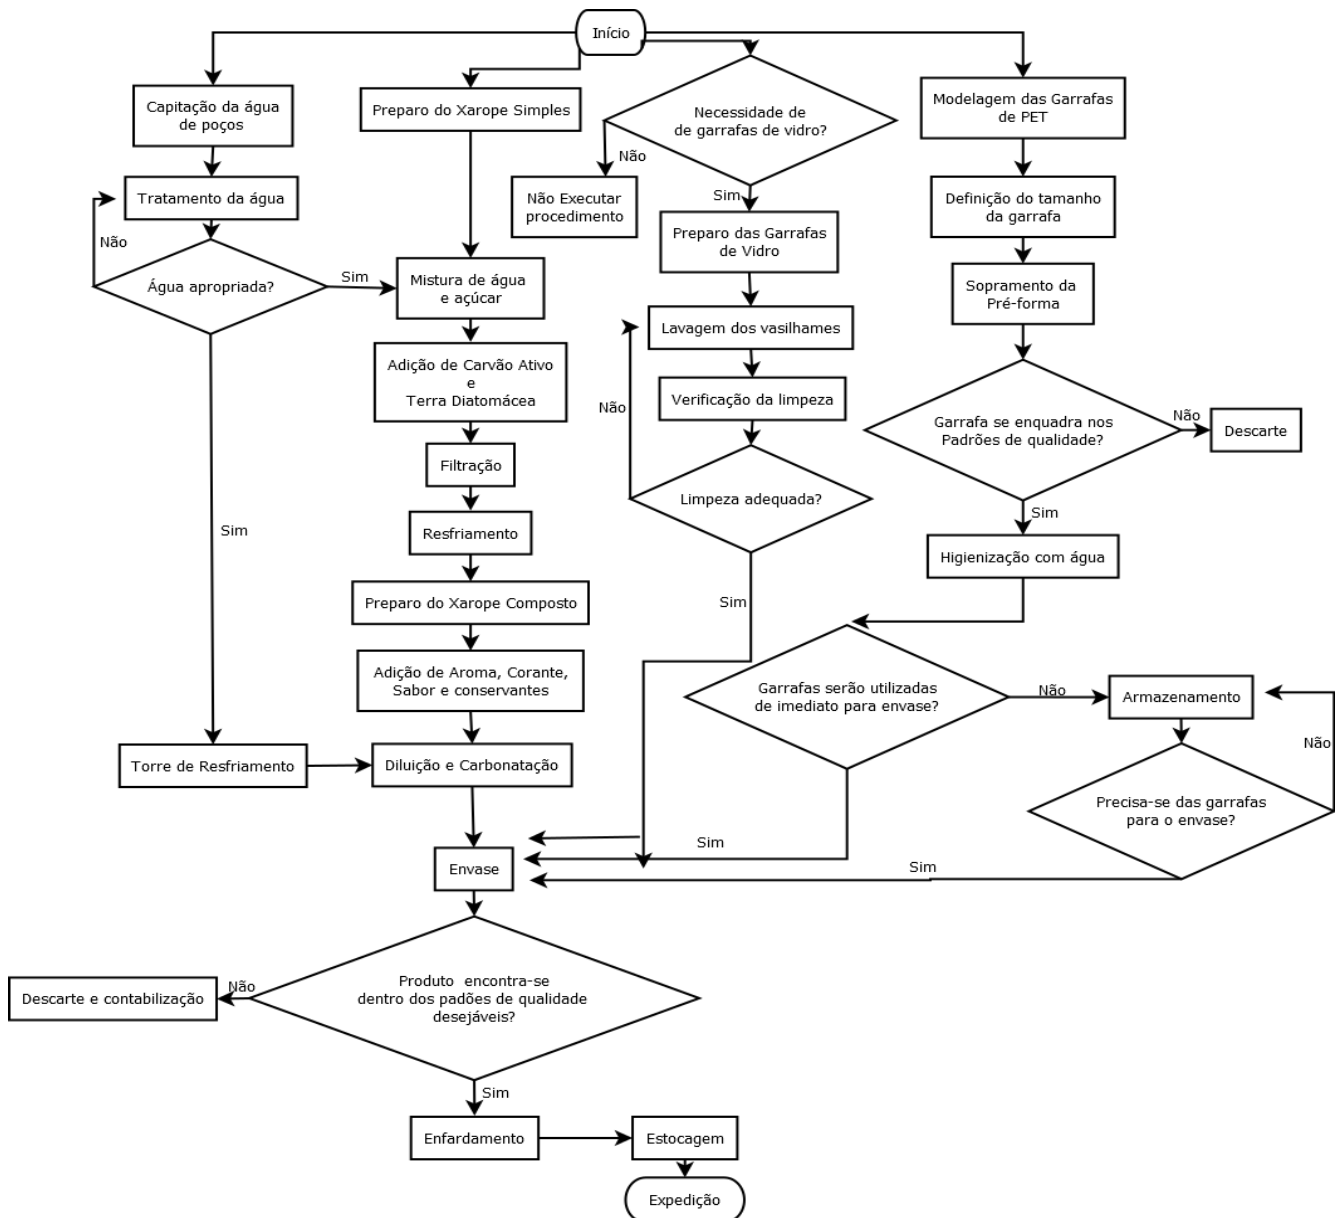 Início
Capitação da água
de poços
Preparo do Xarope Simples
Necessidade de
de garrafas de vidro?
Modelagem das Garrafas
de PET
Não
Tratamento da água
Não Executar
procedimento
Sim
Definição do tamanho
da garrafa
Não
Preparo das Garrafas
de Vidro
Água apropriada?
Sim
Mistura de água
e açúcar
Sopramento da
Pré-forma
Lavagem dos vasilhames
Adição de Carvão Ativo
e
Terra Diatomácea
Não
Verificação da limpeza
Garrafa se enquadra nos
Padrões de qualidade?
Não
Descarte
Filtração
Limpeza adequada?
Sim
Sim
Resfriamento
Higienização com água
Preparo do Xarope Composto
Sim
Adição de Aroma, Corante,
Sabor e conservantes
Garrafas serão utilizadas
de imediato para envase?
Não
Armazenamento
Não
Torre de Resfriamento
Diluição e Carbonatação
Precisa-se das garrafas
para o envase?
Sim
Envase
Sim
Produto encontra-se
dentro dos padões de qualidade
desejáveis?
Não
Descarte e contabilização
Sim
Enfardamento
Estocagem
Expedição